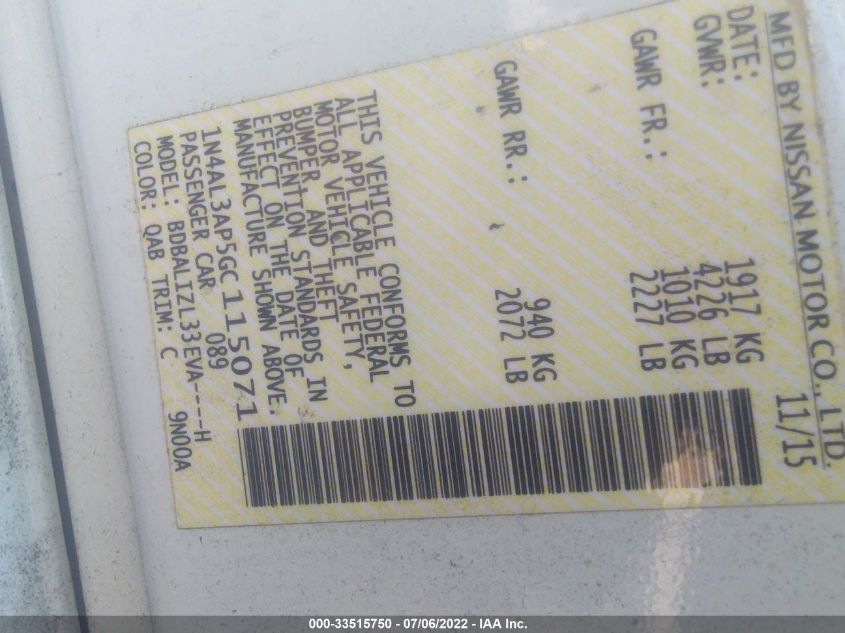 MFD BY NISSAN MOTOR CO., LTD.
DATE: 11/15
GVWR: 1917 KG
4226 LB
GAWR FR.: 1010 KG
2227 LB
GAWR RR.: 940 KG
2072 LB
THIS VEHICLE CONFORMS TO
ALL APPLICABLE FEDERAL
MOTOR VEHICLE SAFETY,
BUMPER AND THEFT
PREVENTION STANDARDS IN
EFFECT ON THE DATE OF
MANUFACTURE SHOWN ABOVE.
1N4AL3AP5GC115071
PASSENGER CAR 089
MODEL: BDBALIZL33EVA----H
COLOR: QAB TRIM: C 9N00A
000-33515750 - 07/06/2022 - IAA Inc.